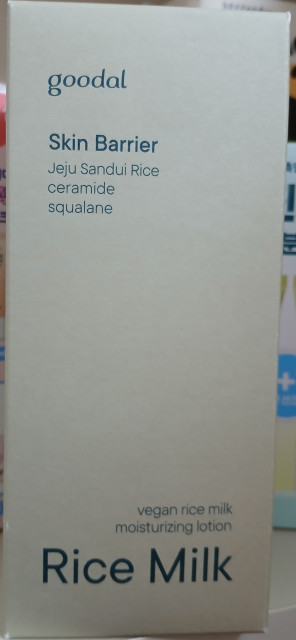 goodal
Skin Barrier
Jeju Sandui Rice
ceramide
squalane
vegan rice milk
moisturizing lotion
Rice Milk